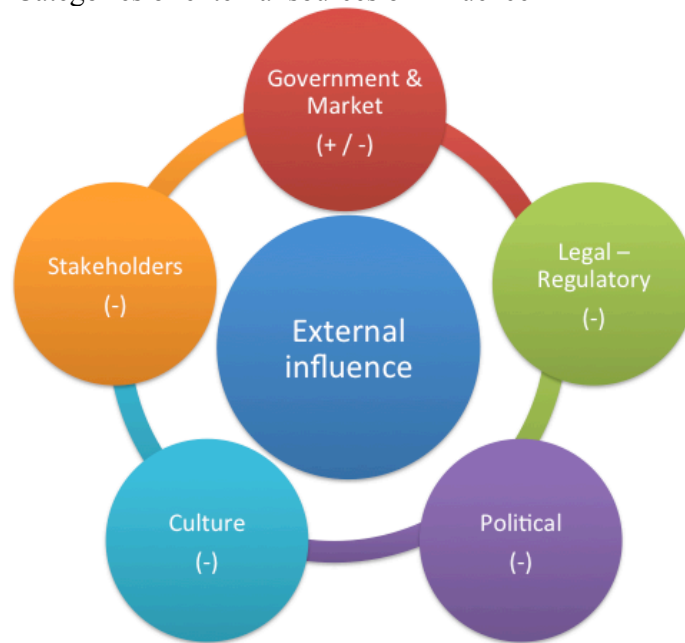 Government &
Market
(+ / -)
Stakeholders
(-)
Legal –
Regulatory
(-)
External
influence
Culture
(-)
Political
(-)